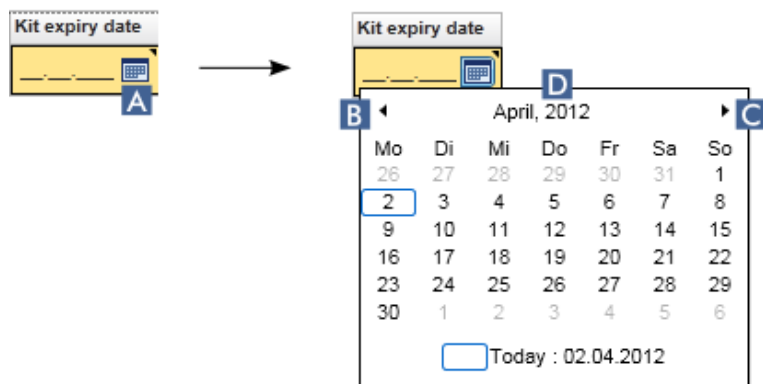 Kit expiry date
__.__.____
A
Kit expiry date
__.__.____
D
B April, 2012 C
Mo Di Mi Do Fr Sa So
26 27 28 29 30 31 1
2 3 4 5 6 7 8
9 10 11 12 13 14 15
16 17 18 19 20 21 22
23 24 25 26 27 28 29
30 1 2 3 4 5 6
Today : 02.04.2012